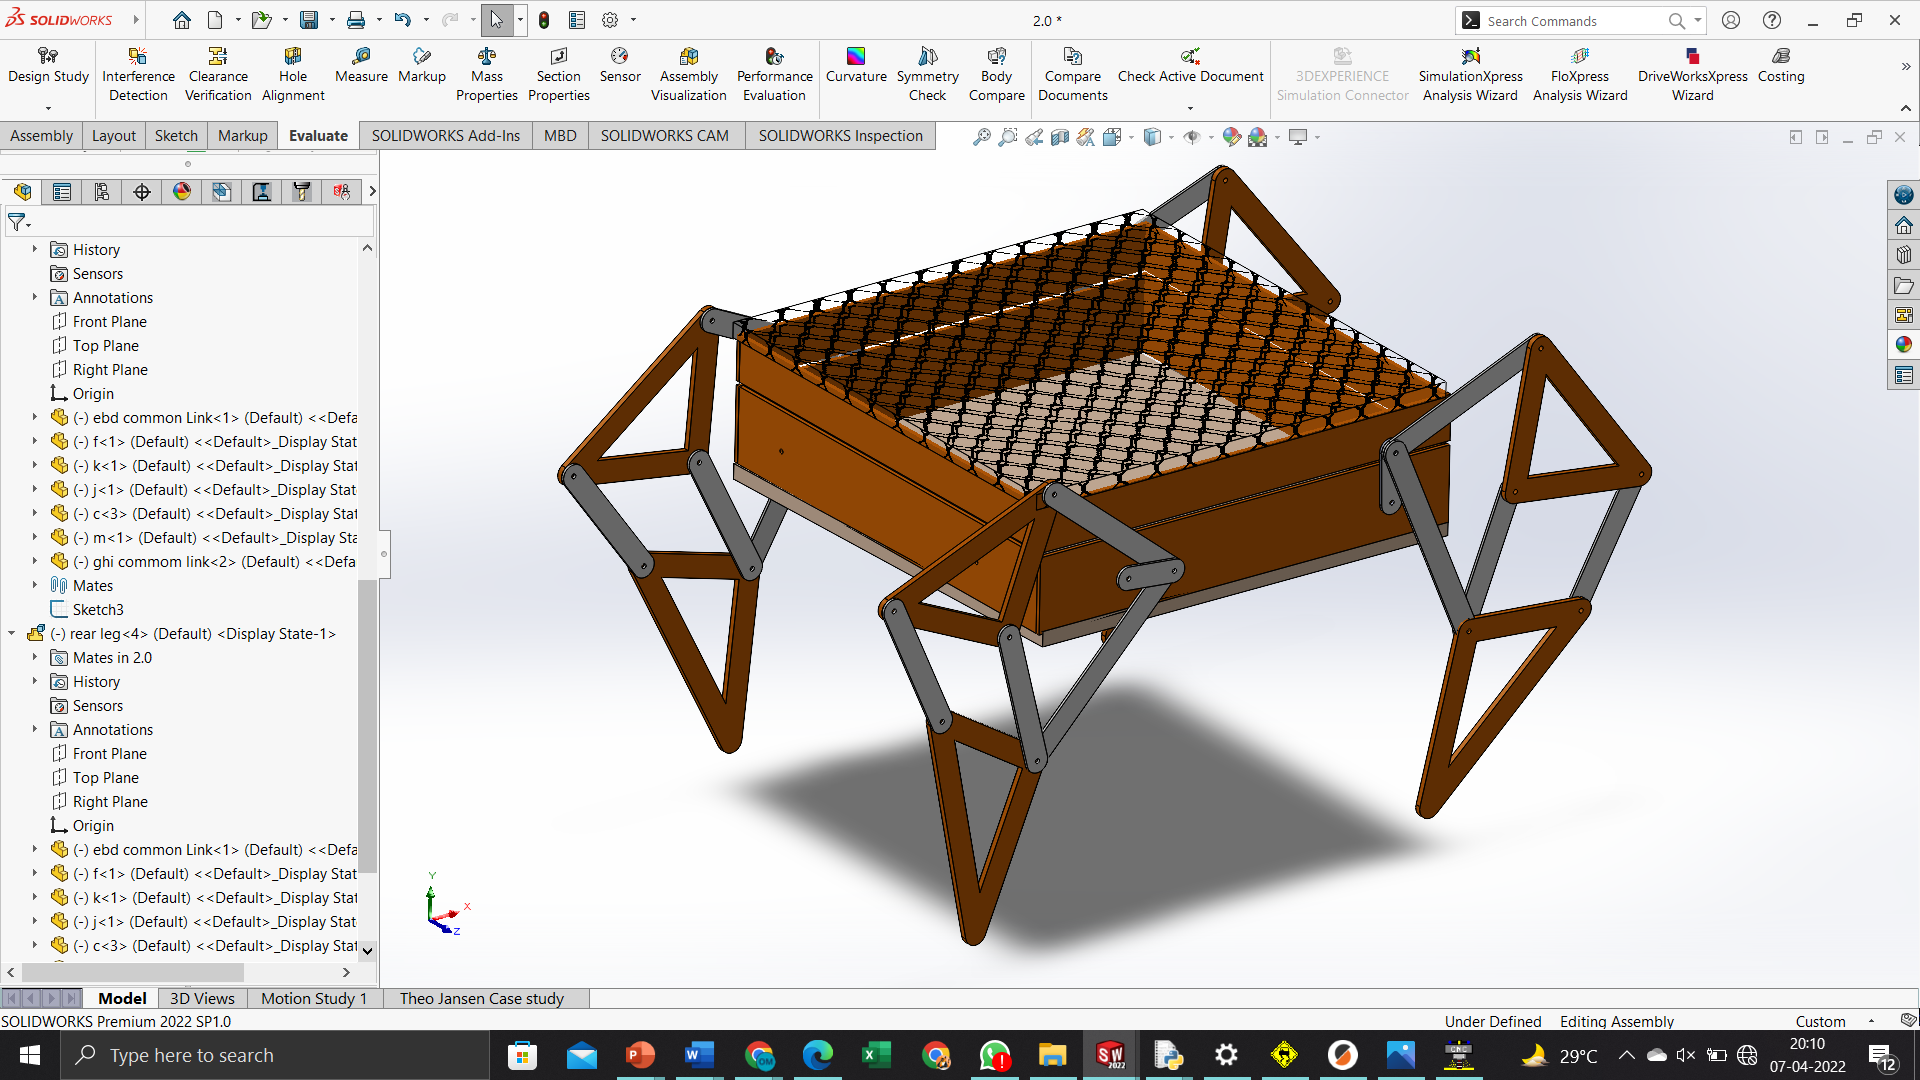 SOLIDWORKS
2.0 *
Search Commands
Design Study
Interference Detection
Clearance Verification
Hole Alignment
Measure
Markup
Mass Properties
Section Properties
Sensor
Assembly Visualization
Performance Evaluation
Curvature
Symmetry Check
Body Compare
Compare Documents
Check Active Document
3DEXPERIENCE Simulation Connector
SimulationXpress Analysis Wizard
FloXpress Analysis Wizard
DriveWorksXpress Wizard
Costing
Assembly
Layout
Sketch
Markup
Evaluate
SOLIDWORKS Add-Ins
MBD
SOLIDWORKS CAM
SOLIDWORKS Inspection
History
Sensors
Annotations
Front Plane
Top Plane
Right Plane
Origin
(-) ebd common Link<1> (Default) <<Defa
(-) f<1> (Default) <<Default>_Display Stat
(-) k<1> (Default) <<Default>_Display Stat
(-) j<1> (Default) <<Default>_Display Stat
(-) c<3> (Default) <<Default>_Display Stat
(-) m<1> (Default) <<Default>_Display Sta
(-) ghi commom link<2> (Default) <<Defa
Mates
Sketch3
(-) rear leg<4> (Default) <Display State-1>
Mates in 2.0
History
Sensors
Annotations
Front Plane
Top Plane
Right Plane
Origin
(-) ebd common Link<1> (Default) <<Defa
(-) f<1> (Default) <<Default>_Display Stat
(-) k<1> (Default) <<Default>_Display Stat
(-) j<1> (Default) <<Default>_Display Stat
(-) c<3> (Default) <<Default>_Display Stat
Y
X
Z
Model
3D Views
Motion Study 1
Theo Jansen Case study
SOLIDWORKS Premium 2022 SP1.0
Under Defined
Editing Assembly
Custom
Type here to search
SW 2022
CNC
29°C
20:10
07-04-2022
12